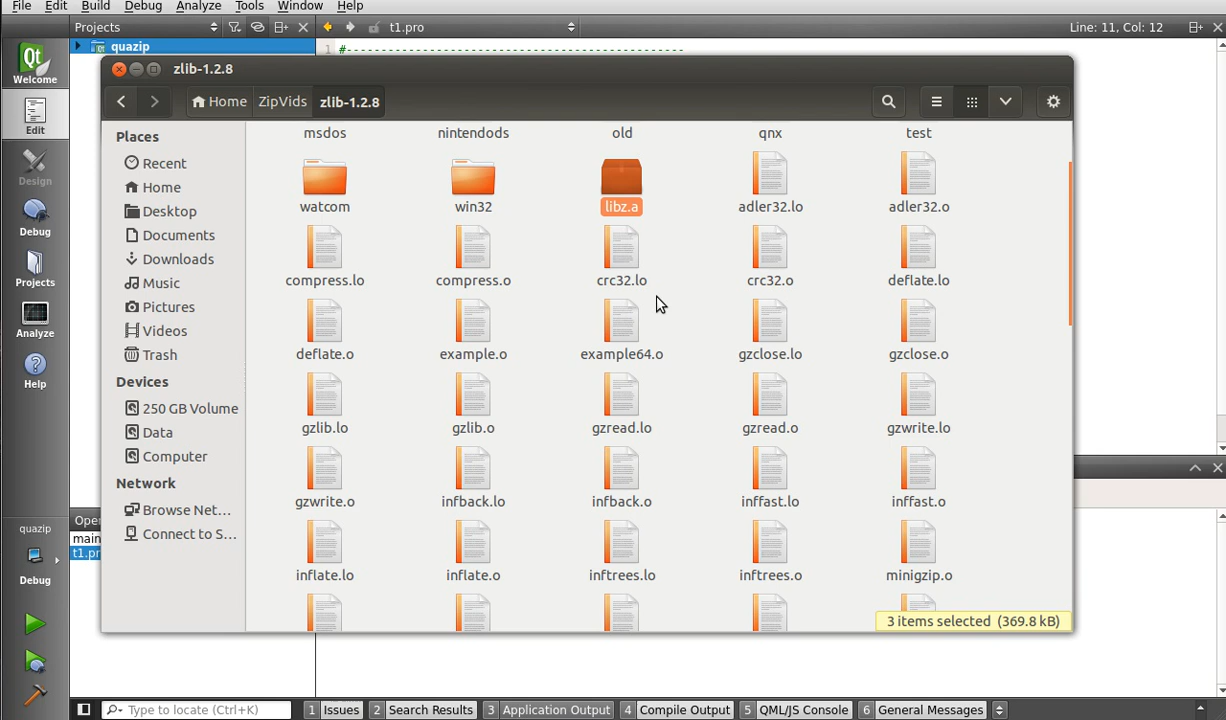 File Edit Build Debug Analyze Tools Window Help
Projects
t1.pro
Line: 11, Col: 12
Welcome
Edit
Design
Debug
Projects
Analyze
Help
quazip
Debug
quazip
1 #---------------------------------------------
zlib-1.2.8
Home ZipVids zlib-1.2.8
Places
Recent
Home
Desktop
Documents
Downloads
Music
Pictures
Videos
Trash
Devices
250 GB Volume
Data
Computer
Network
Browse Net...
Connect to S...
msdos nintendods old qnx test
watcom win32 libz.a adler32.lo adler32.o
compress.lo compress.o crc32.lo crc32.o deflate.lo
deflate.o example.o example64.o gzclose.lo gzclose.o
gzlib.lo gzlib.o gzread.lo gzread.o gzwrite.lo
gzwrite.o infback.lo infback.o inffast.lo inffast.o
inflate.lo inflate.o inftrees.lo inftrees.o minigzip.o
3 items selected (369.8 kB)
Type to locate (Ctrl+K)
1 Issues 2 Search Results 3 Application Output 4 Compile Output 5 QML/JS Console 6 General Messages